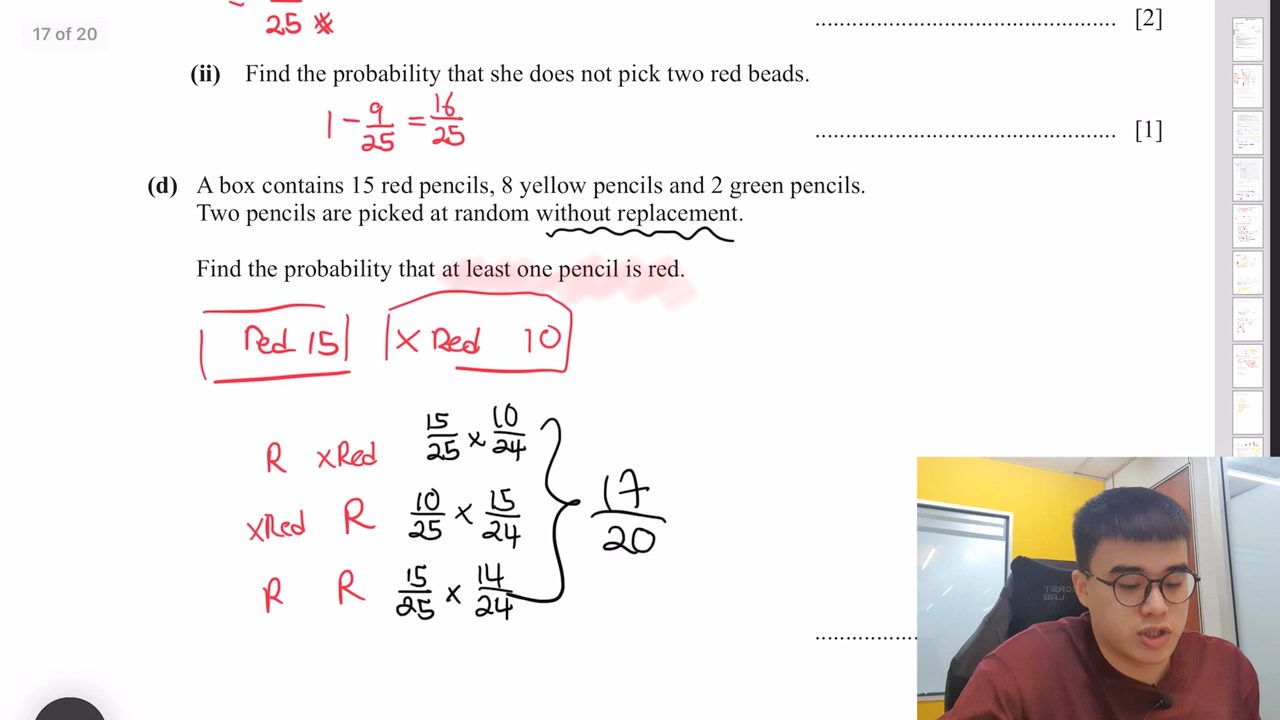 17 of 20
25 *
[2]
(ii) Find the probability that she does not pick two red beads.
1 - 9/25 = 16/25
[1]
(d) A box contains 15 red pencils, 8 yellow pencils and 2 green pencils.
Two pencils are picked at random without replacement.
Find the probability that at least one pencil is red.
Red 15 × Red 10
R ×Red 15/25 × 10/24
×Red R 10/25 × 15/24
17/20
R R 15/25 × 14/24